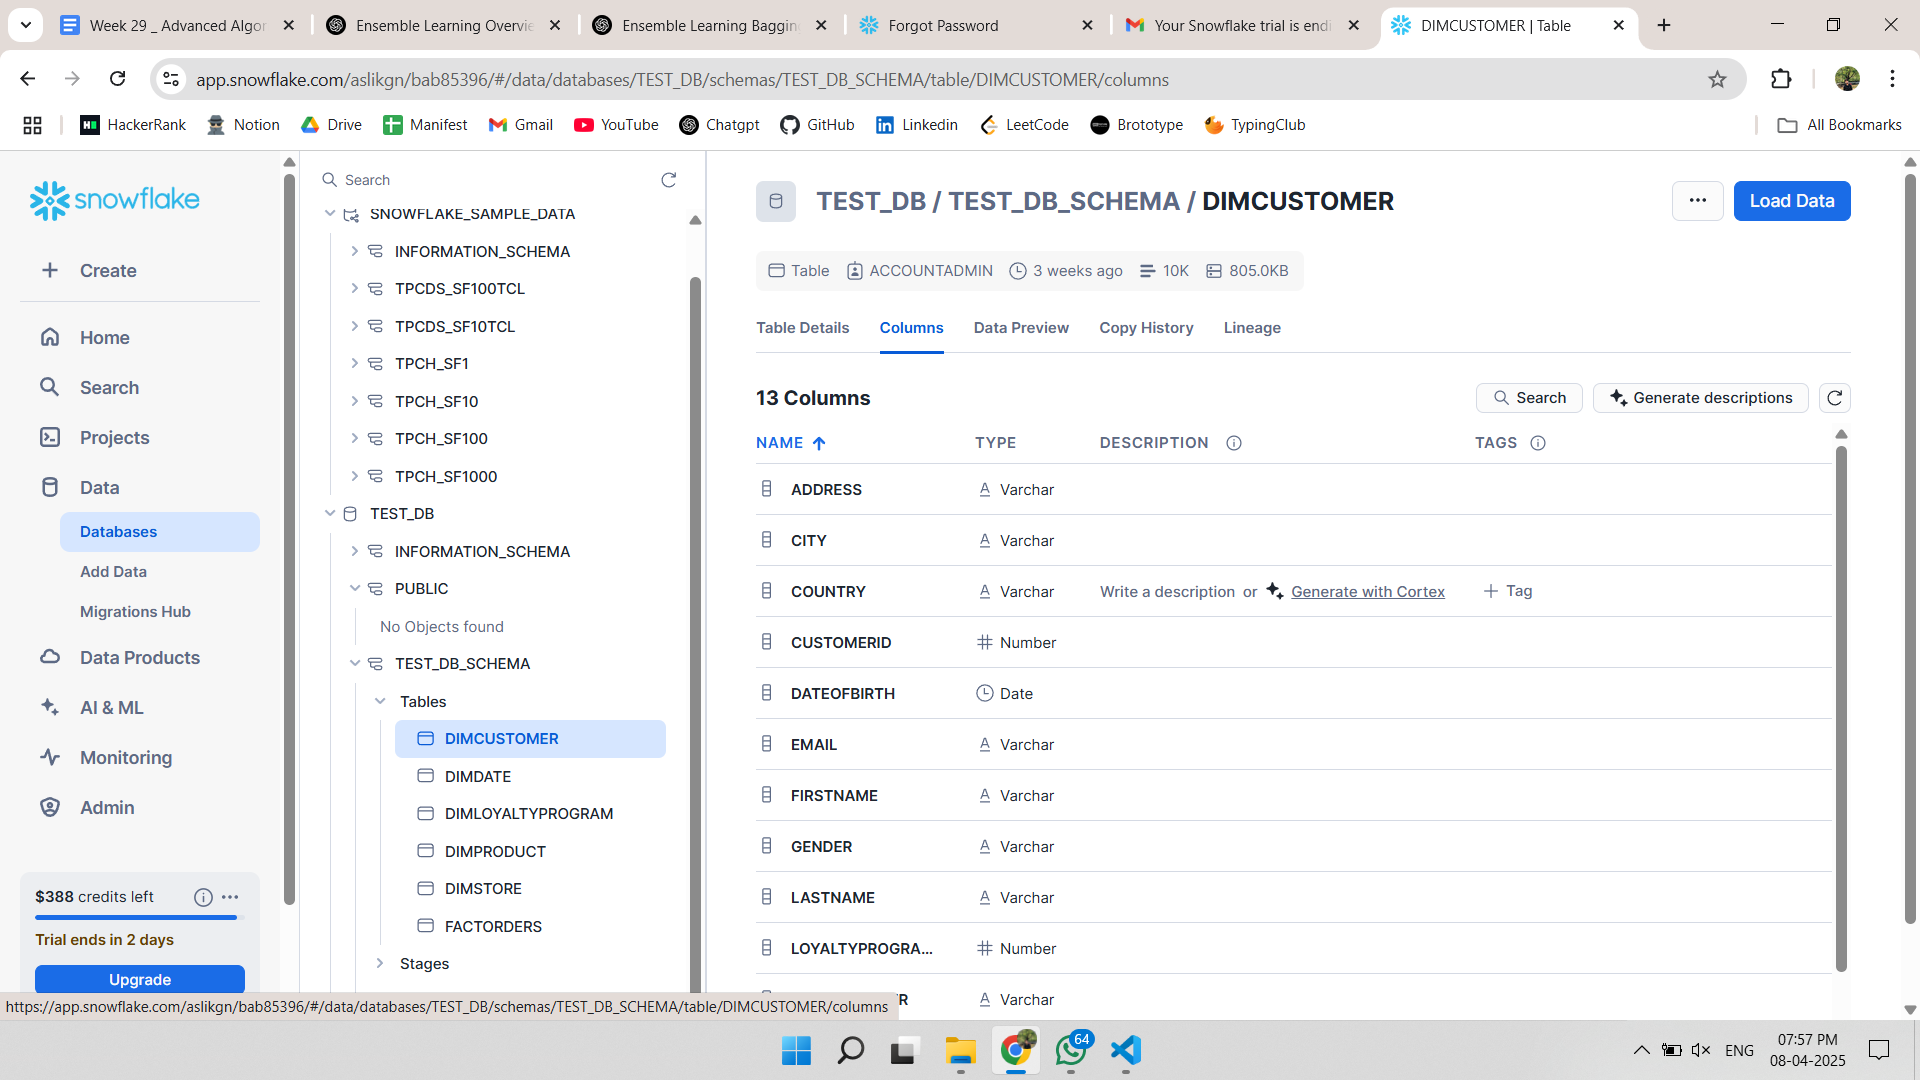 Week 29 _ Advanced Algor
Ensemble Learning Overvie
Ensemble Learning Bagging
Forgot Password
Your Snowflake trial is endi
DIMCUSTOMER | Table
app.snowflake.com/aslikgn/bab85396/#/data/databases/TEST_DB/schemas/TEST_DB_SCHEMA/table/DIMCUSTOMER/columns
HackerRank
Notion
Drive
Manifest
Gmail
YouTube
Chatgpt
GitHub
Linkedin
LeetCode
Brototype
TypingClub
All Bookmarks
snowflake
Create
Home
Search
Projects
Data
Databases
Add Data
Migrations Hub
Data Products
AI & ML
Monitoring
Admin
$388 credits left
Trial ends in 2 days
Upgrade
Search
SNOWFLAKE_SAMPLE_DATA
INFORMATION_SCHEMA
TPCDS_SF100TCL
TPCDS_SF10TCL
TPCH_SF1
TPCH_SF10
TPCH_SF100
TPCH_SF1000
TEST_DB
INFORMATION_SCHEMA
PUBLIC
No Objects found
TEST_DB_SCHEMA
Tables
DIMCUSTOMER
DIMDATE
DIMLOYALTYPROGRAM
DIMPRODUCT
DIMSTORE
FACTORDERS
Stages
TEST_DB / TEST_DB_SCHEMA / DIMCUSTOMER
Load Data
Table
ACCOUNTADMIN
3 weeks ago
10K
805.0KB
Table Details
Columns
Data Preview
Copy History
Lineage
13 Columns
Search
Generate descriptions
NAME TYPE DESCRIPTION TAGS
ADDRESS Varchar
CITY Varchar
COUNTRY Varchar Write a description or Generate with Cortex + Tag
CUSTOMERID Number
DATEOFBIRTH Date
EMAIL Varchar
FIRSTNAME Varchar
GENDER Varchar
LASTNAME Varchar
LOYALTYPROGRA... Number
Varchar
https://app.snowflake.com/aslikgn/bab85396/#/data/databases/TEST_DB/schemas/TEST_DB_SCHEMA/table/DIMCUSTOMER/columns
64
ENG
07:57 PM
08-04-2025